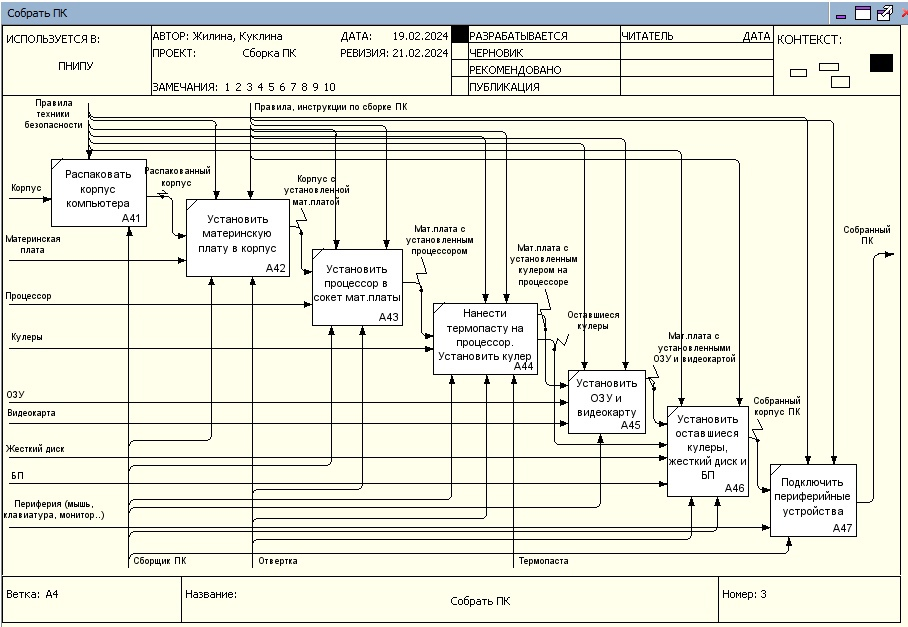 Собрать ПК
ИСПОЛЬЗУЕТСЯ В:
ПНИПУ
АВТОР: Жилина, Куклина
ДАТА: 19.02.2024
ПРОЕКТ: Сборка ПК
РЕВИЗИЯ: 21.02.2024
ЗАМЕЧАНИЯ: 1 2 3 4 5 6 7 8 9 10
РАЗРАБАТЫВАЕТСЯ
ЧЕРНОВИК
РЕКОМЕНДОВАНО
ПУБЛИКАЦИЯ
ЧИТАТЕЛЬ
ДАТА
КОНТЕКСТ:
Правила
техники
безопасности
Правила, инструкции по сборке ПК
Корпус
Распаковать
корпус
компьютера
A41
Распакованный
корпус
Материнская
плата
Установить
материнскую
плату в корпус
A42
Корпус с
установленной
мат.платой
Процессор
Установить
процессор в
сокет мат.платы
A43
Мат.плата с
установленным
процессором
Кулеры
Нанести
термопасту на
процессор.
Установить кулер
A44
Мат.плата с
установленным
кулером на
процессоре
Оставшиеся
кулеры
ОЗУ
Видеокарта
Установить
ОЗУ и
видеокарту
A45
Мат.плата с
установленными
ОЗУ и видеокартой
Жесткий диск
БП
Установить
оставшиеся
кулеры,
жесткий диск и
БП
A46
Собранный
корпус ПК
Периферия (мышь,
клавиатура, монитор..)
Подключить
периферийные
устройства
A47
Собранный
ПК
Сборщик ПК
Отвертка
Термопаста
Ветка: A4
Название:
Собрать ПК
Номер: 3